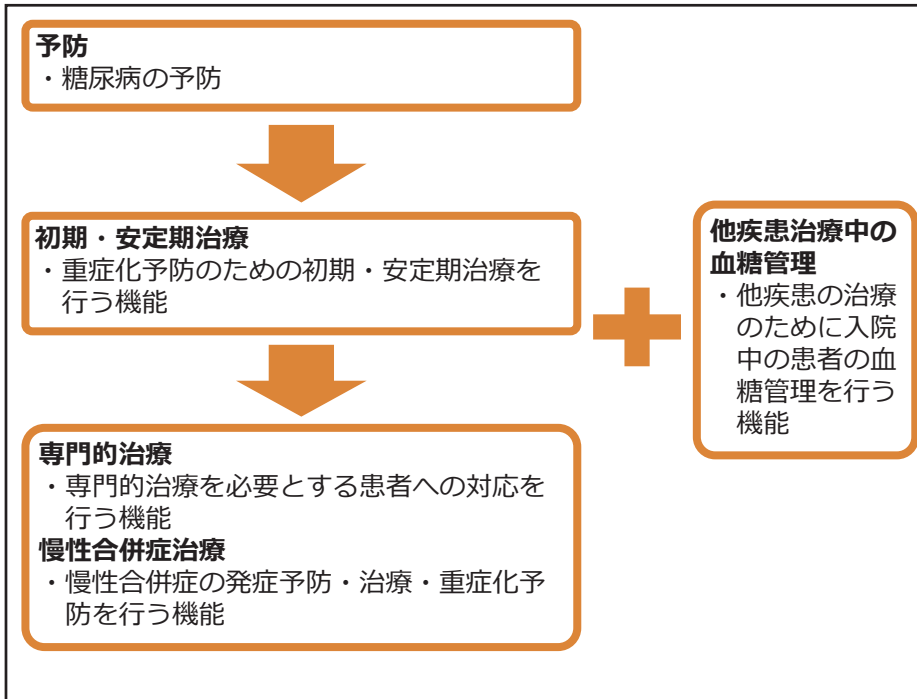 予防
・糖尿病の予防
初期・安定期治療
・重症化予防のための初期・安定期治療を
行う機能
専門的治療
・専門的治療を必要とする患者への対応を
行う機能
慢性合併症治療
・慢性合併症の発症予防・治療・重症化予
防を行う機能
他疾患治療中の
血糖管理
・他疾患の治療
のために入院
中の患者の血
糖管理を行う
機能